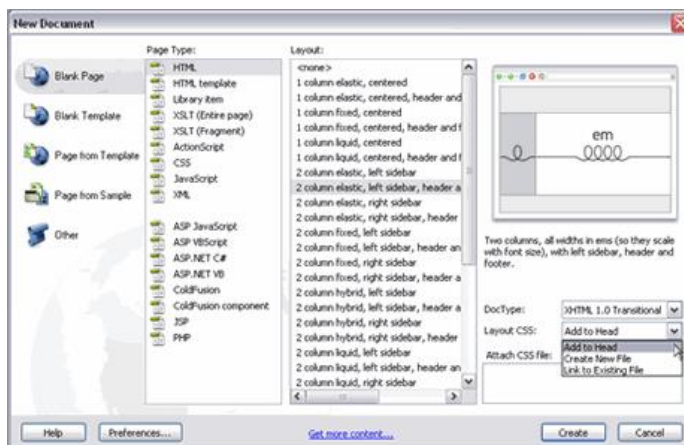 New Document
Blank Page
Blank Template
Page from Template
Page from Sample
Other
Page Type:
HTML
HTML template
Library item
XSLT (Entire page)
XSLT (Fragment)
ActionScript
CSS
JavaScript
XML
ASP JavaScript
ASP VBScript
ASP.NET C#
ASP.NET VB
ColdFusion
ColdFusion component
JSP
PHP
Layout:
<none>
1 column elastic, centered
1 column elastic, centered, header and
1 column fixed, centered
1 column fixed, centered, header and f
1 column liquid, centered
1 column liquid, centered, header and f
2 column elastic, left sidebar
2 column elastic, left sidebar, header a
2 column elastic, right sidebar
2 column elastic, right sidebar, header
2 column fixed, left sidebar
2 column fixed, left sidebar, header an
2 column fixed, right sidebar
2 column fixed, right sidebar, header a
2 column hybrid, left sidebar
2 column hybrid, left sidebar, header a
2 column hybrid, right sidebar
2 column hybrid, right sidebar, header
2 column liquid, left sidebar
2 column liquid, left sidebar, header an
2 column liquid, right sidebar
em
Two columns, all widths in ems (so they scale
with font size), with left sidebar, header and
footer.
DocType: XHTML 1.0 Transitional
Layout CSS: Add to Head
Add to Head
Create New File
Link to Existing File
Attach CSS file:
Help
Preferences...
Get more content...
Create
Cancel